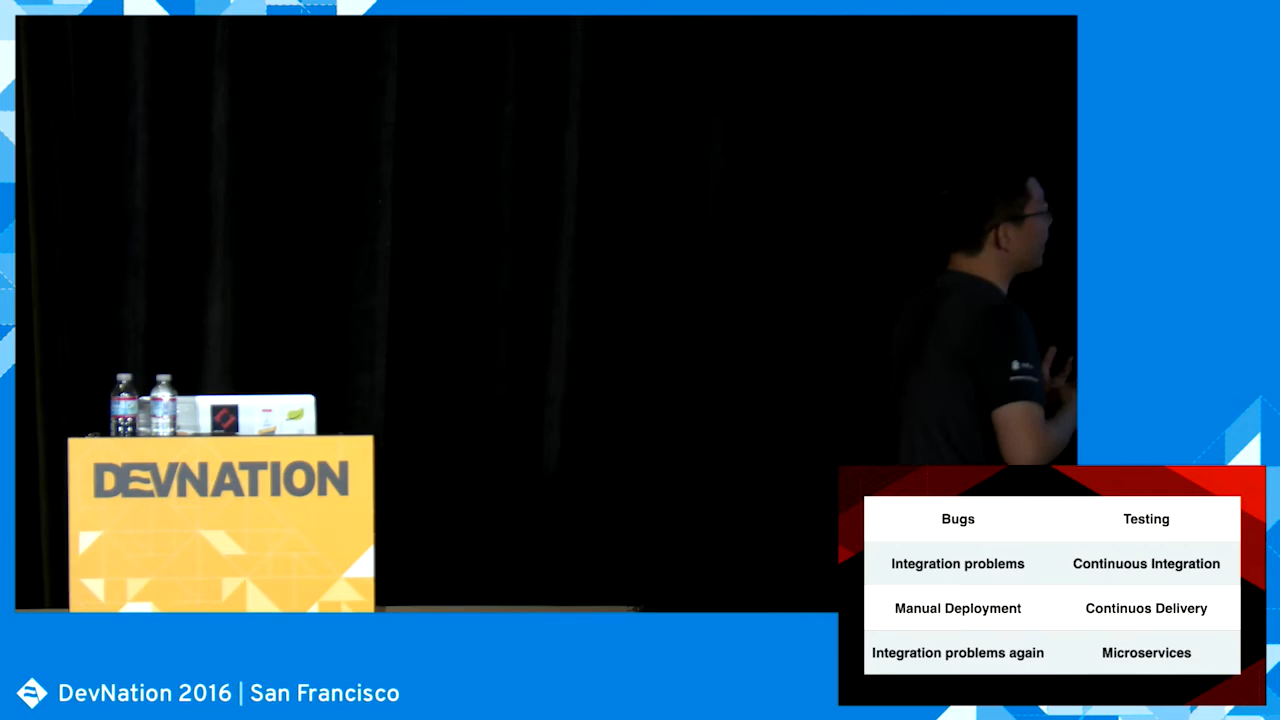 DEVNATION
Bugs Testing
Integration problems Continuous Integration
Manual Deployment Continuos Delivery
Integration problems again Microservices
DevNation 2016 | San Francisco